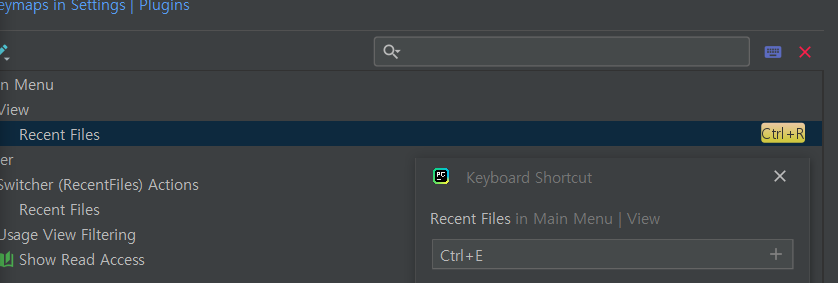 eymaps in Settings | Plugins
n Menu
View
Recent Files Ctrl+R
er
Switcher (RecentFiles) Actions
Recent Files
Usage View Filtering
Show Read Access
PC Keyboard Shortcut
Recent Files in Main Menu | View
Ctrl+E